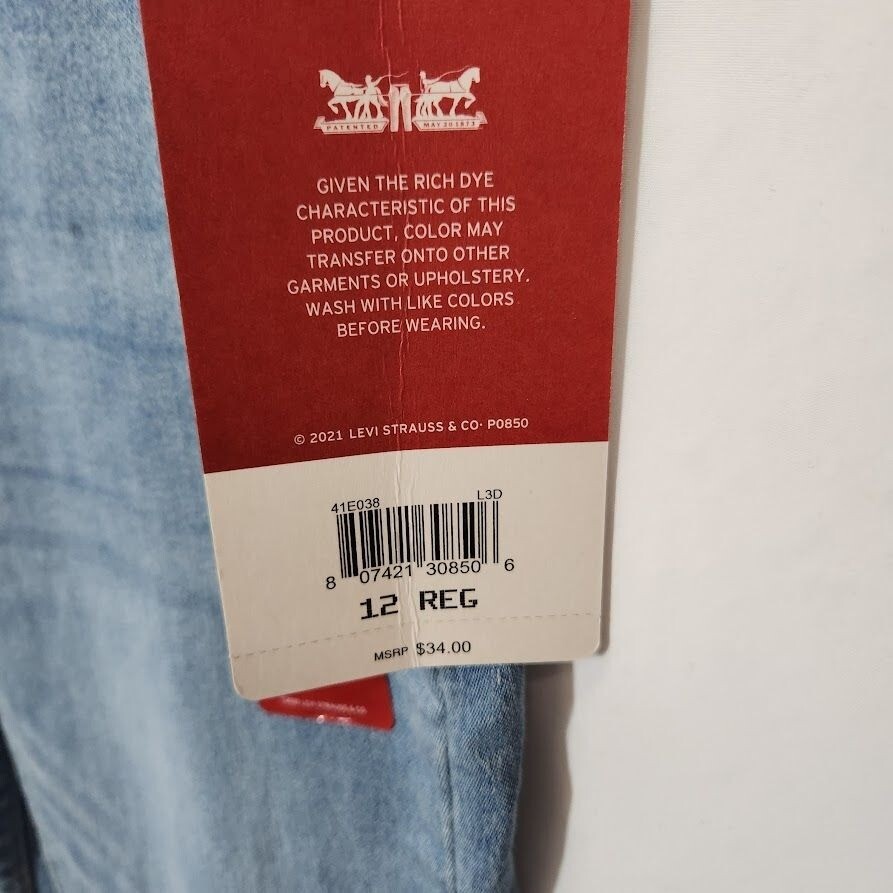 PATENTED MAY 20 1873
GIVEN THE RICH DYE
CHARACTERISTIC OF THIS
PRODUCT, COLOR MAY
TRANSFER ONTO OTHER
GARMENTS OR UPHOLSTERY.
WASH WITH LIKE COLORS
BEFORE WEARING.
© 2021 LEVI STRAUSS & CO· P0850
41E038 L3D
8 07421 30850 6
12 REG
MSRP $34.00